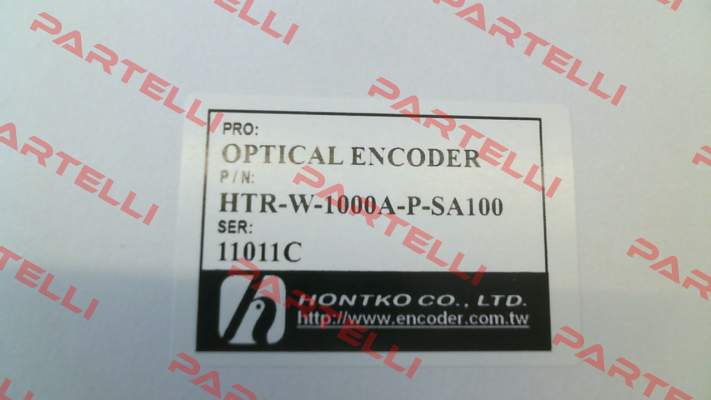 PRO:
OPTICAL ENCODER
P/N:
HTR-W-1000A-P-SA100
SER:
11011C
h
HONTKO CO., LTD.
http://www.encoder.com.tw
PARTELLI
PARTELLI
PARTELLI
PARTELLI
PARTELLI
PARTELLI
PARTELLI